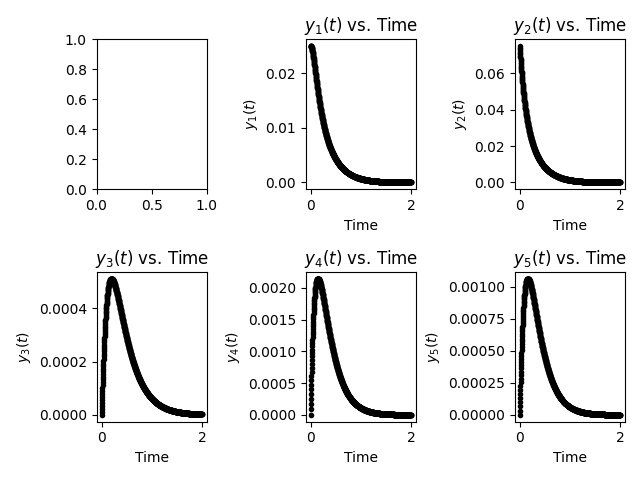 1.0
0.8
0.6
0.4
0.2
0.0
0.0 0.5 1.0
y₁(t) vs. Time
y₁(t)
0.02
0.01
0.00
0 2
Time
y₂(t) vs. Time
y₂(t)
0.06
0.04
0.02
0.00
0 2
Time
y₃(t) vs. Time
y₃(t)
0.0004
0.0002
0.0000
0 2
Time
y₄(t) vs. Time
y₄(t)
0.0020
0.0015
0.0010
0.0005
0.0000
0 2
Time
y₅(t) vs. Time
y₅(t)
0.00100
0.00075
0.00050
0.00025
0.00000
0 2
Time